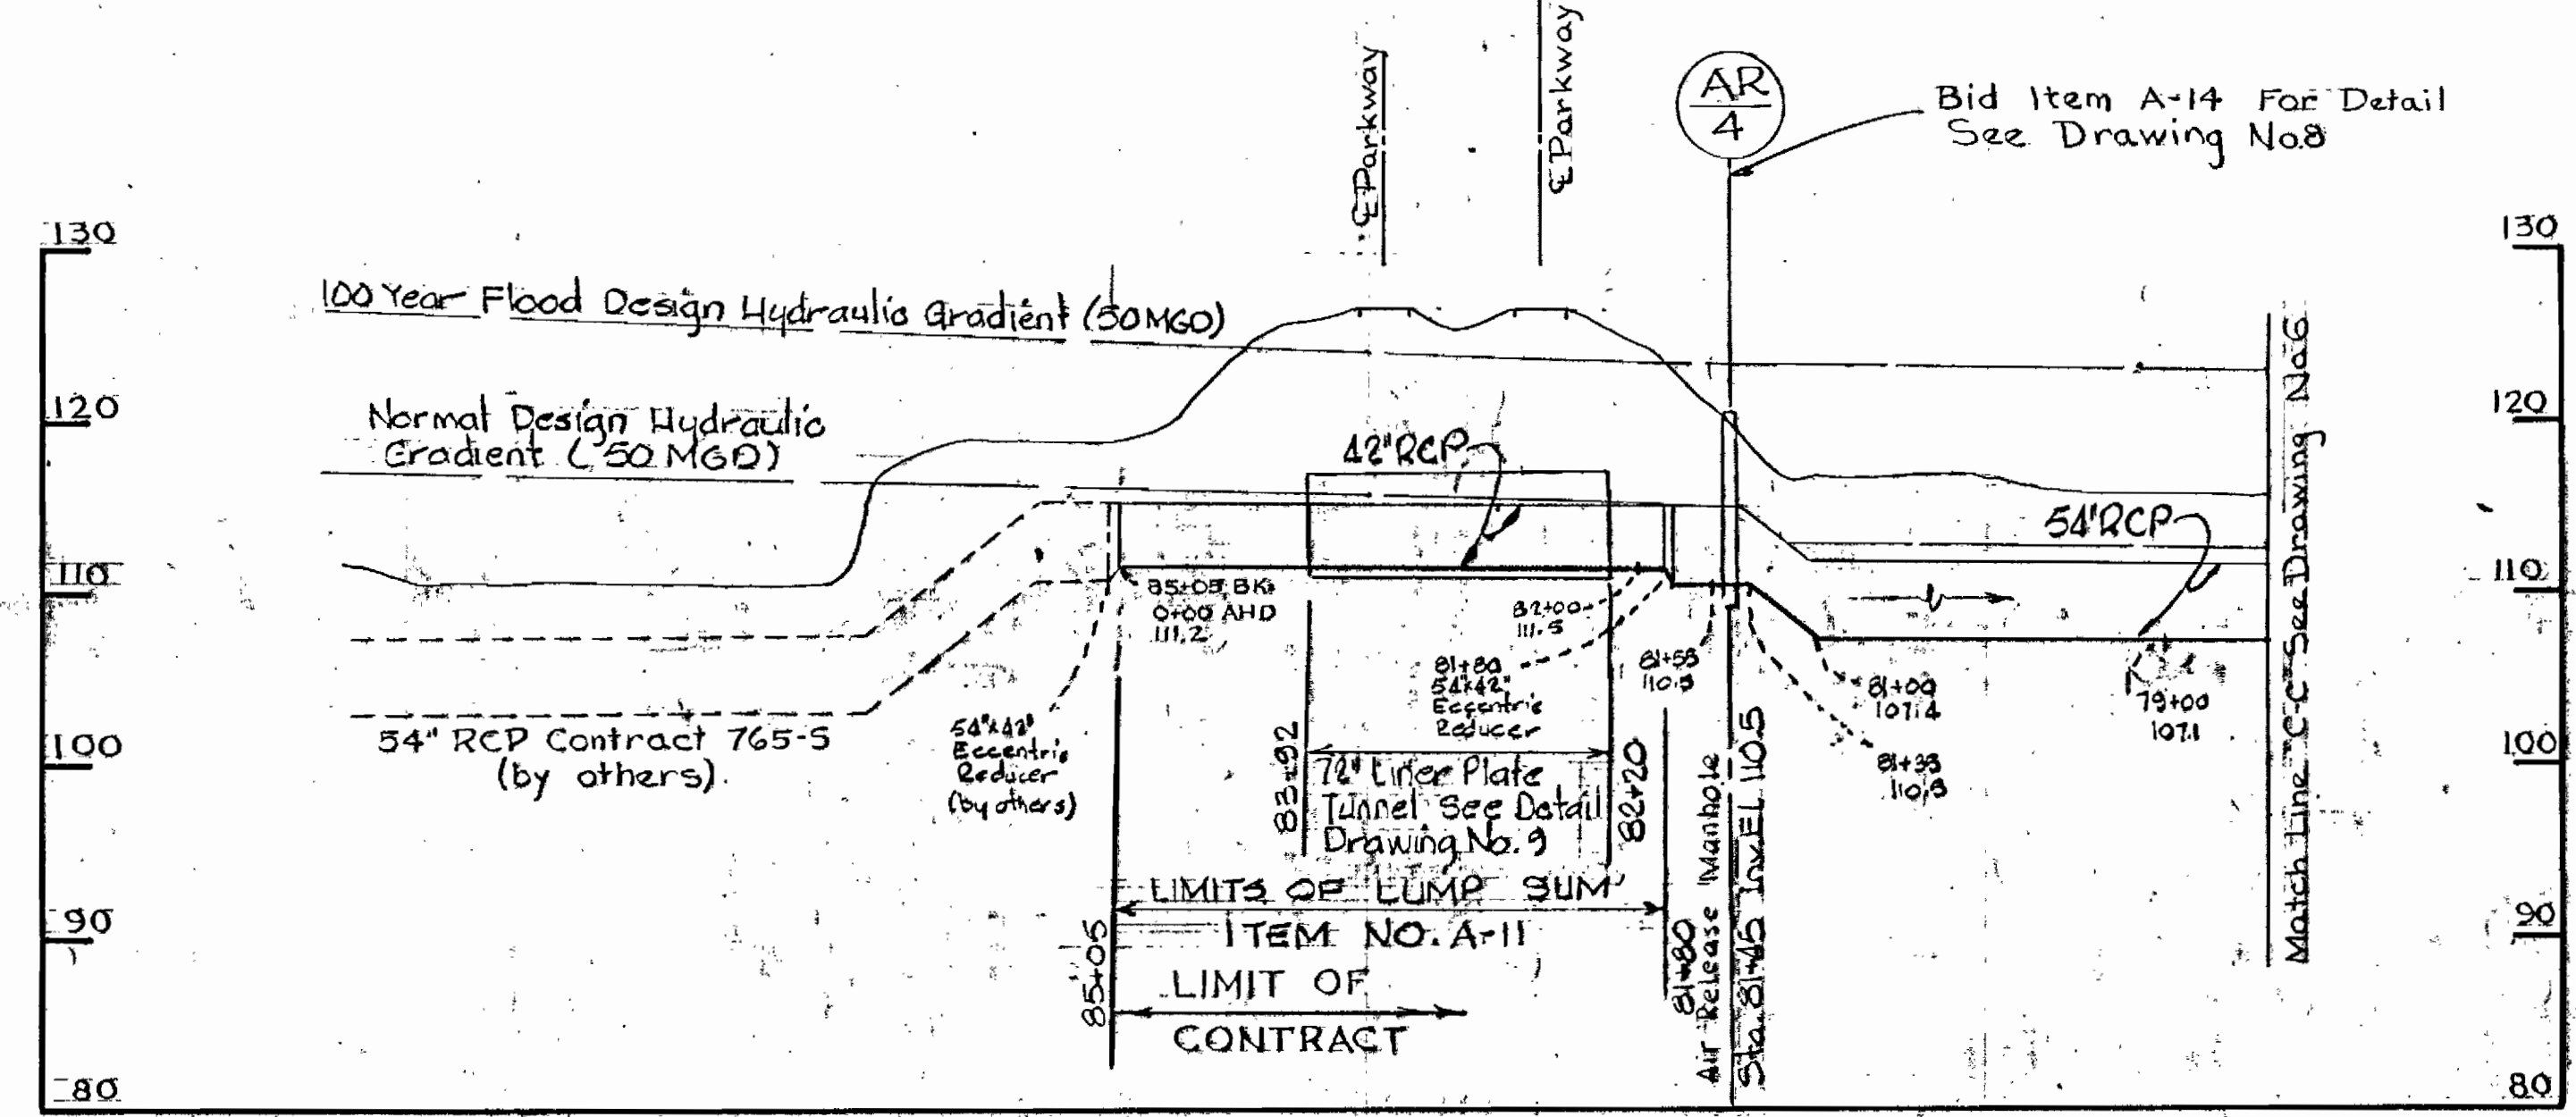 ℄ Parkway
℄ Parkway
AR
4
Bid Item A-14 For Detail
See Drawing No.8
130
130
100 Year Flood Design Hydraulic Gradient (50 MGD)
120
120
Normal Design Hydraulic
Gradient (50 MGD)
42" RCP
54" RCP
110
110
85+05 BK
0+00 AHD
111.2
82+00
111.5
81+80
54"x42"
Eccentric
Reducer
81+55
81+00
107.4
79+00
107.1
81+33
54" RCP Contract 765-S
(by others).
54"x42"
Eccentric
Reducer
(by others)
100
100
83+92
82+20
72" Liner Plate
Tunnel See Detail
Drawing No. 9
LIMITS OF LUMP SUM
ITEM NO. A-11
LIMIT OF
CONTRACT
85+05
81+80
Air Release Manhole
Sta. 81+45 Inv. El. 110.5
Match Line "C-C" See Drawing No.6
90
90
80
80